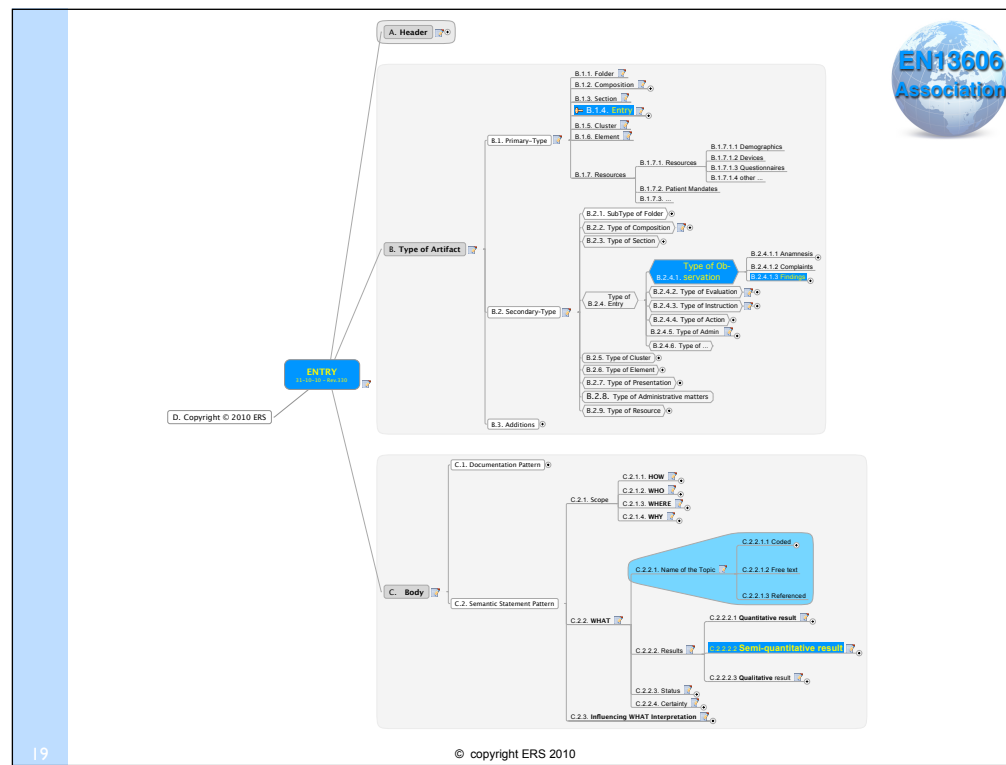 EN13606
Association
A. Header
B.1.1. Folder
B.1.2. Composition
B.1.3. Section
B.1.4. Entry
B.1.5. Cluster
B.1.6. Element
B.1. Primary-Type
B.1.7. Resources
B.1.7.1. Resources
B.1.7.1.1 Demographics
B.1.7.1.2 Devices
B.1.7.1.3 Questionnaires
B.1.7.1.4 other ...
B.1.7.2. Patient Mandates
B.1.7.3. ...
B. Type of Artifact
B.2. Secondary-Type
B.2.1. SubType of Folder
B.2.2. Type of Composition
B.2.3. Type of Section
Type of
B.2.4. Entry
Type of Ob-
B.2.4.1. servation
B.2.4.1.1 Anamnesis
B.2.4.1.2 Complaints
B.2.4.1.3 Findings
B.2.4.2. Type of Evaluation
B.2.4.3. Type of Instruction
B.2.4.4. Type of Action
B.2.4.5. Type of Admin
B.2.4.6. Type of ...
B.2.5. Type of Cluster
B.2.6. Type of Element
B.2.7. Type of Presentation
B.2.8. Type of Administrative matters
B.2.9. Type of Resource
B.3. Additions
ENTRY
11-10-10 - Rev.230
D. Copyright © 2010 ERS
C. Body
C.1. Documentation Pattern
C.2. Semantic Statement Pattern
C.2.1. Scope
C.2.1.1. HOW
C.2.1.2. WHO
C.2.1.3. WHERE
C.2.1.4. WHY
C.2.2. WHAT
C.2.2.1. Name of the Topic
C.2.2.1.1 Coded
C.2.2.1.2 Free text
C.2.2.1.3 Referenced
C.2.2.2. Results
C.2.2.2.1 Quantitative result
C.2.2.2.2 Semi-quantitative result
C.2.2.2.3 Qualitative result
C.2.2.3. Status
C.2.2.4. Certainty
C.2.3. Influencing WHAT Interpretation
19
© copyright ERS 2010